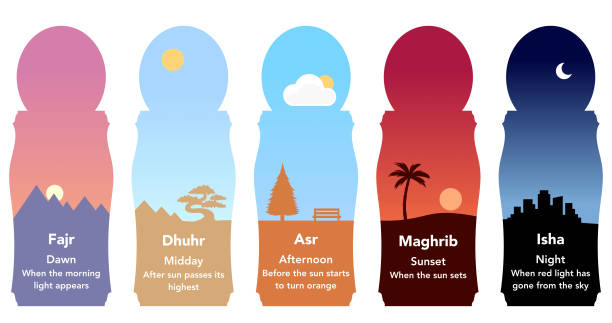 Fajr
Dawn
When the morning
light appears
Dhuhr
Midday
After sun passes its
highest
Asr
Afternoon
Before the sun starts
to turn orange
Maghrib
Sunset
When the sun sets
Isha
Night
When red light has
gone from the sky